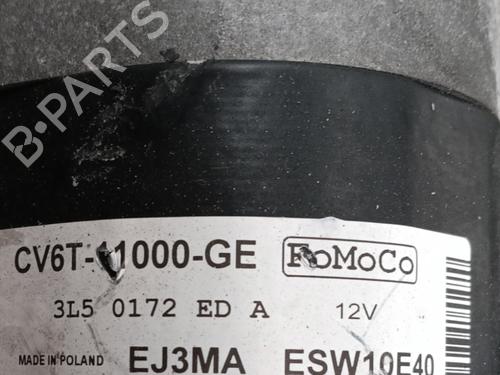 B-PARTS
CV6T-11000-GE FoMoCo
3L5 0172 ED A 12V
MADE IN POLAND EJ3MA ESW10E40